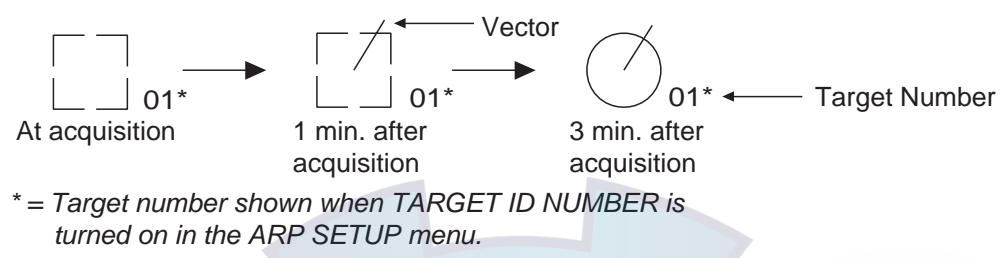 Vector
01*
01*
01*
Target Number
At acquisition
1 min. after
acquisition
3 min. after
acquisition
* = Target number shown when TARGET ID NUMBER is
turned on in the ARP SETUP menu.